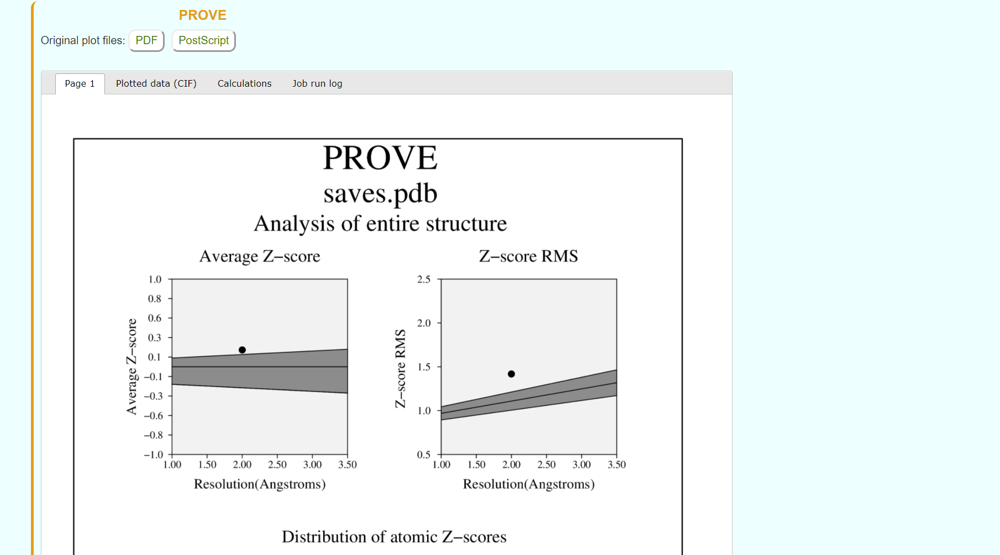 PROVE
Original plot files: PDF PostScript
Page 1 Plotted data (CIF) Calculations Job run log
PROVE
saves.pdb
Analysis of entire structure
Average Z−score
1.0
0.8
0.6
0.3
0.1
−0.1
−0.3
−0.6
−0.8
−1.0
Average Z−score
1.00 1.50 2.00 2.50 3.00 3.50
Resolution(Angstroms)
Z−score RMS
2.5
2.0
1.5
1.0
0.5
Z−score RMS
1.00 1.50 2.00 2.50 3.00 3.50
Resolution(Angstroms)
Distribution of atomic Z−scores